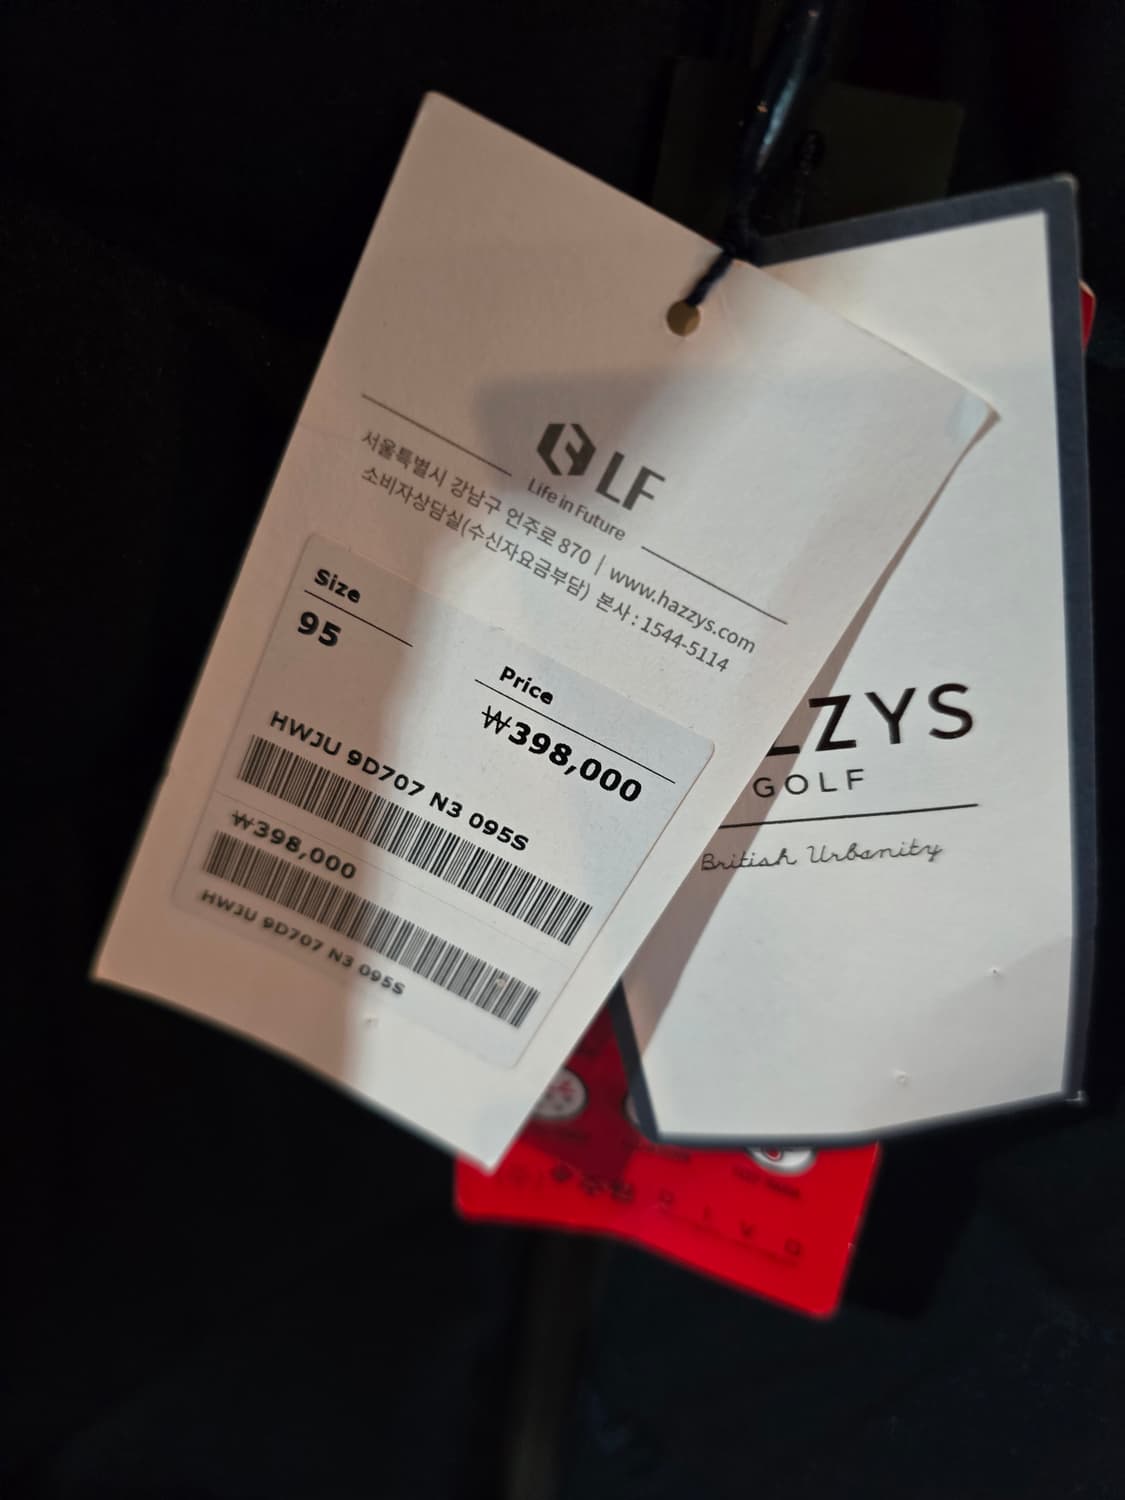 LF
Life in Future
서울특별시 강남구 언주로 870 | www.hazzys.com
소비자상담실(수신자요금부담) 본사 : 1544-5114
Size
95
Price
₩398,000
HWJU 9D707 N3 095S
₩398,000
HWJU 9D707 N3 095S
ZZYS
GOLF
British Urbanity